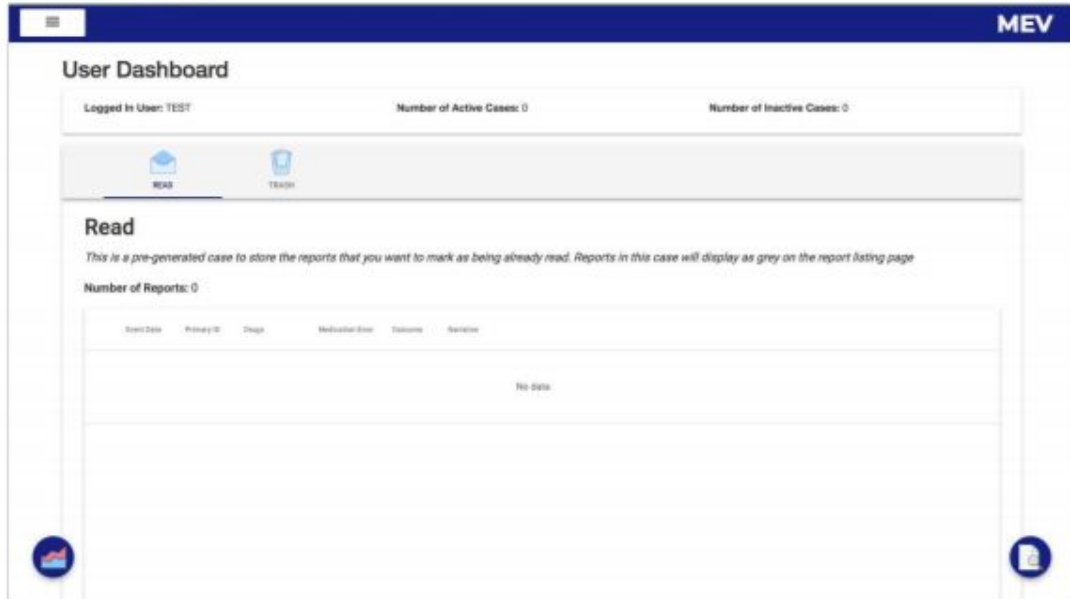 MEV
User Dashboard
Logged In User: TEST Number of Active Cases: 0 Number of Inactive Cases: 0
READ TRASH
Read
This is a pre-generated case to store the reports that you want to mark as being already read. Reports in this case will display as grey on the report listing page
Number of Reports: 0
Event Date Primary ID Drugs Medication Error Outcome Narrative
No data